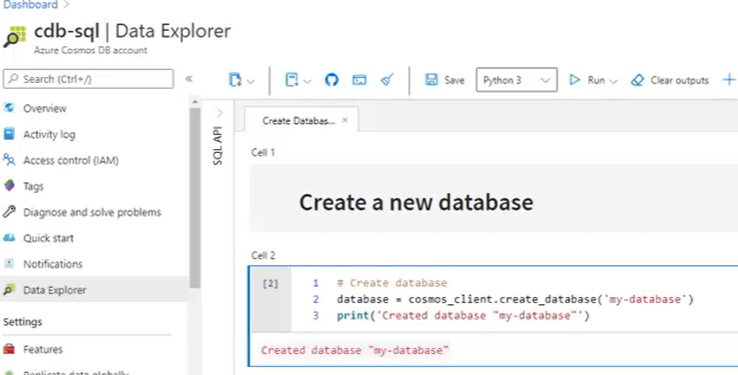 Dashboard >
cdb-sql | Data Explorer
Azure Cosmos DB account
Search (Ctrl+/)
«
Save
Python 3
Run
Clear outputs
Overview
Activity log
Access control (IAM)
Tags
Diagnose and solve problems
Quick start
Notifications
Data Explorer
Settings
Features
Replicate data globally
SQL API
Create Databas... ×
Cell 1
Create a new database
Cell 2
[2]
1 # Create database
2 database = cosmos_client.create_database('my-database')
3 print('Created database "my-database"')
Created database "my-database"